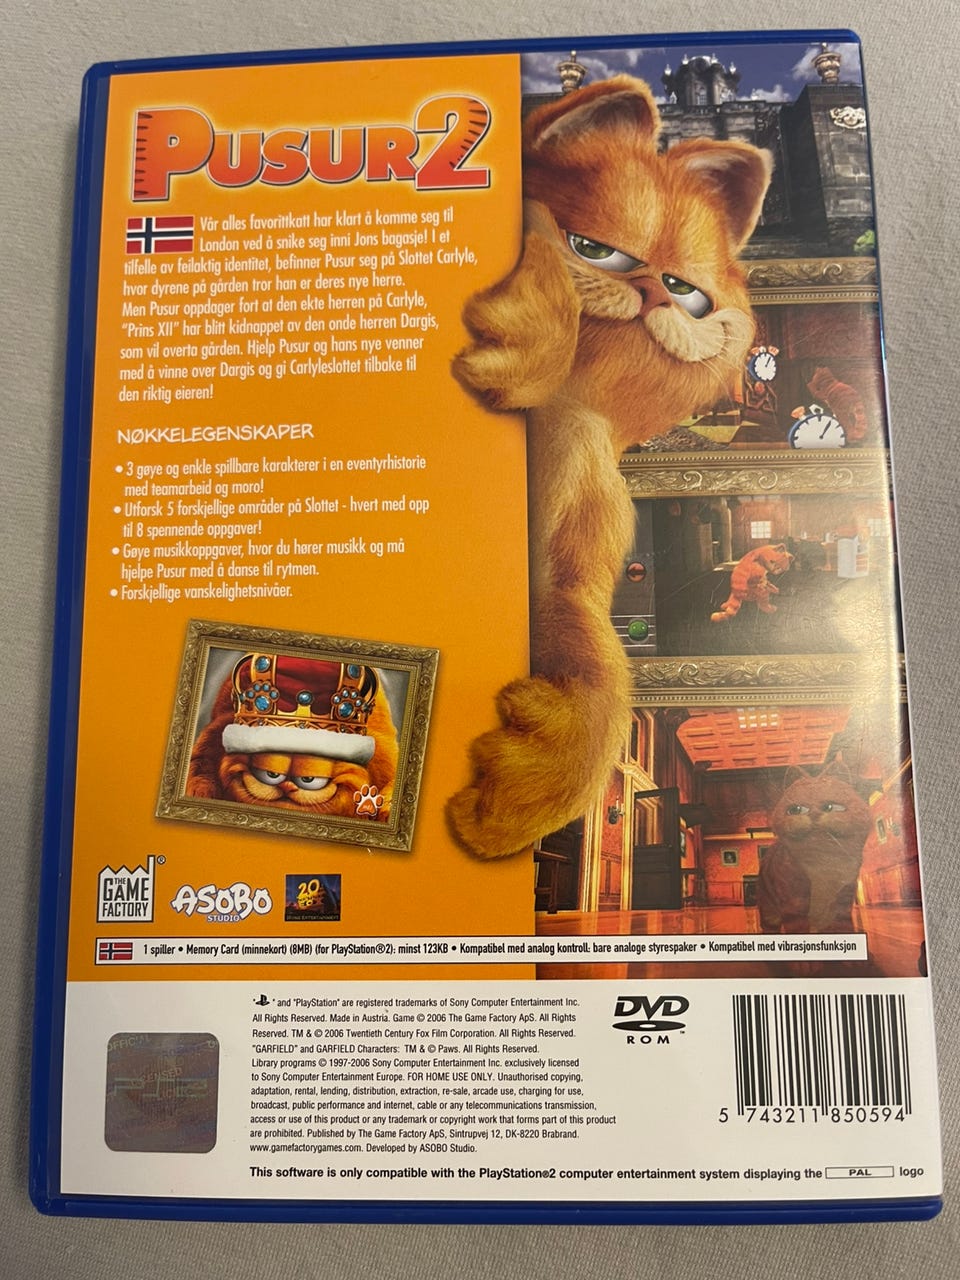 PUSUR2
Vår alles favorittkatt har klart å komme seg til
London ved å snike seg inni Jons bagasje! I et
tilfelle av feilaktig identitet, befinner Pusur seg på Slottet Carlyle,
hvor dyrene på gården tror han er deres nye herre.
Men Pusur oppdager fort at den ekte herren på Carlyle,
"Prins XII" har blitt kidnappet av den onde herren Dargis,
som vil overta gården. Hjelp Pusur og hans nye venner
med å vinne over Dargis og gi Carlyleslottet tilbake til
den riktig eieren!
NØKKELEGENSKAPER
• 3 gøye og enkle spillbare karakterer i en eventyrhistorie
med teamarbeid og moro!
• Utforsk 5 forskjellige områder på Slottet - hvert med opp
til 8 spennende oppgaver!
• Gøye musikkoppgaver, hvor du hører musikk og må
hjelpe Pusur med å danse til rytmen.
• Forskjellige vanskelighetsnivåer.
THE
GAME
FACTORY
®
ASOBO
STUDIO
20
FOX
HOME ENTERTAINMENT
1 spiller • Memory Card (minnekort) (8MB) (for PlayStation®2): minst 123KB • Kompatibel med analog kontroll: bare analoge styrespaker • Kompatibel med vibrasjonsfunksjon
" " and "PlayStation" are registered trademarks of Sony Computer Entertainment Inc.
All Rights Reserved. Made in Austria. Game © 2006 The Game Factory ApS. All Rights
Reserved. TM & © 2006 Twentieth Century Fox Film Corporation. All Rights Reserved.
"GARFIELD" and GARFIELD Characters: TM & © Paws. All Rights Reserved.
Library programs © 1997-2006 Sony Computer Entertainment Inc. exclusively licensed
to Sony Computer Entertainment Europe. FOR HOME USE ONLY. Unauthorised copying,
adaptation, rental, lending, distribution, extraction, re-sale, arcade use, charging for use,
broadcast, public performance and internet, cable or any telecommunications transmission,
access or use of this product or any trademark or copyright work that forms part of this product
are prohibited. Published by The Game Factory ApS, Sintrupvej 12, DK-8220 Brabrand.
www.gamefactorygames.com. Developed by ASOBO Studio.
DVD
ROM
™
5 743211 850594
OFFICIAL
This software is only compatible with the PlayStation®2 computer entertainment system displaying the PAL logo